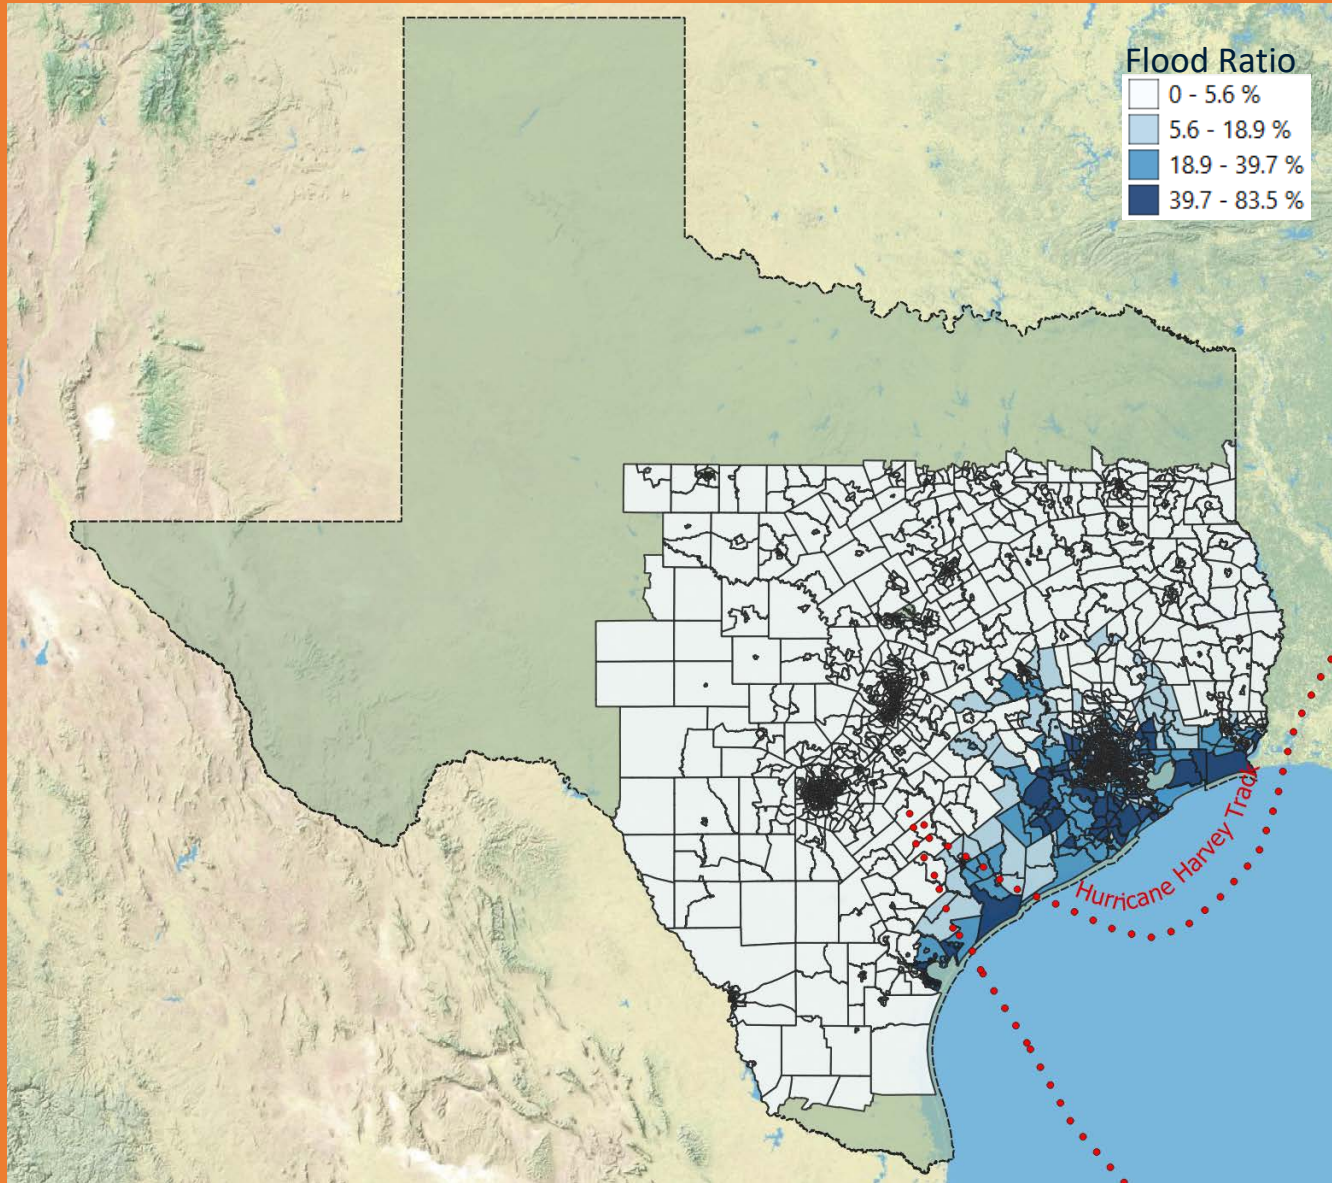 Flood Ratio
0 - 5.6 %
5.6 - 18.9 %
18.9 - 39.7 %
39.7 - 83.5 %
Hurricane Harvey Track